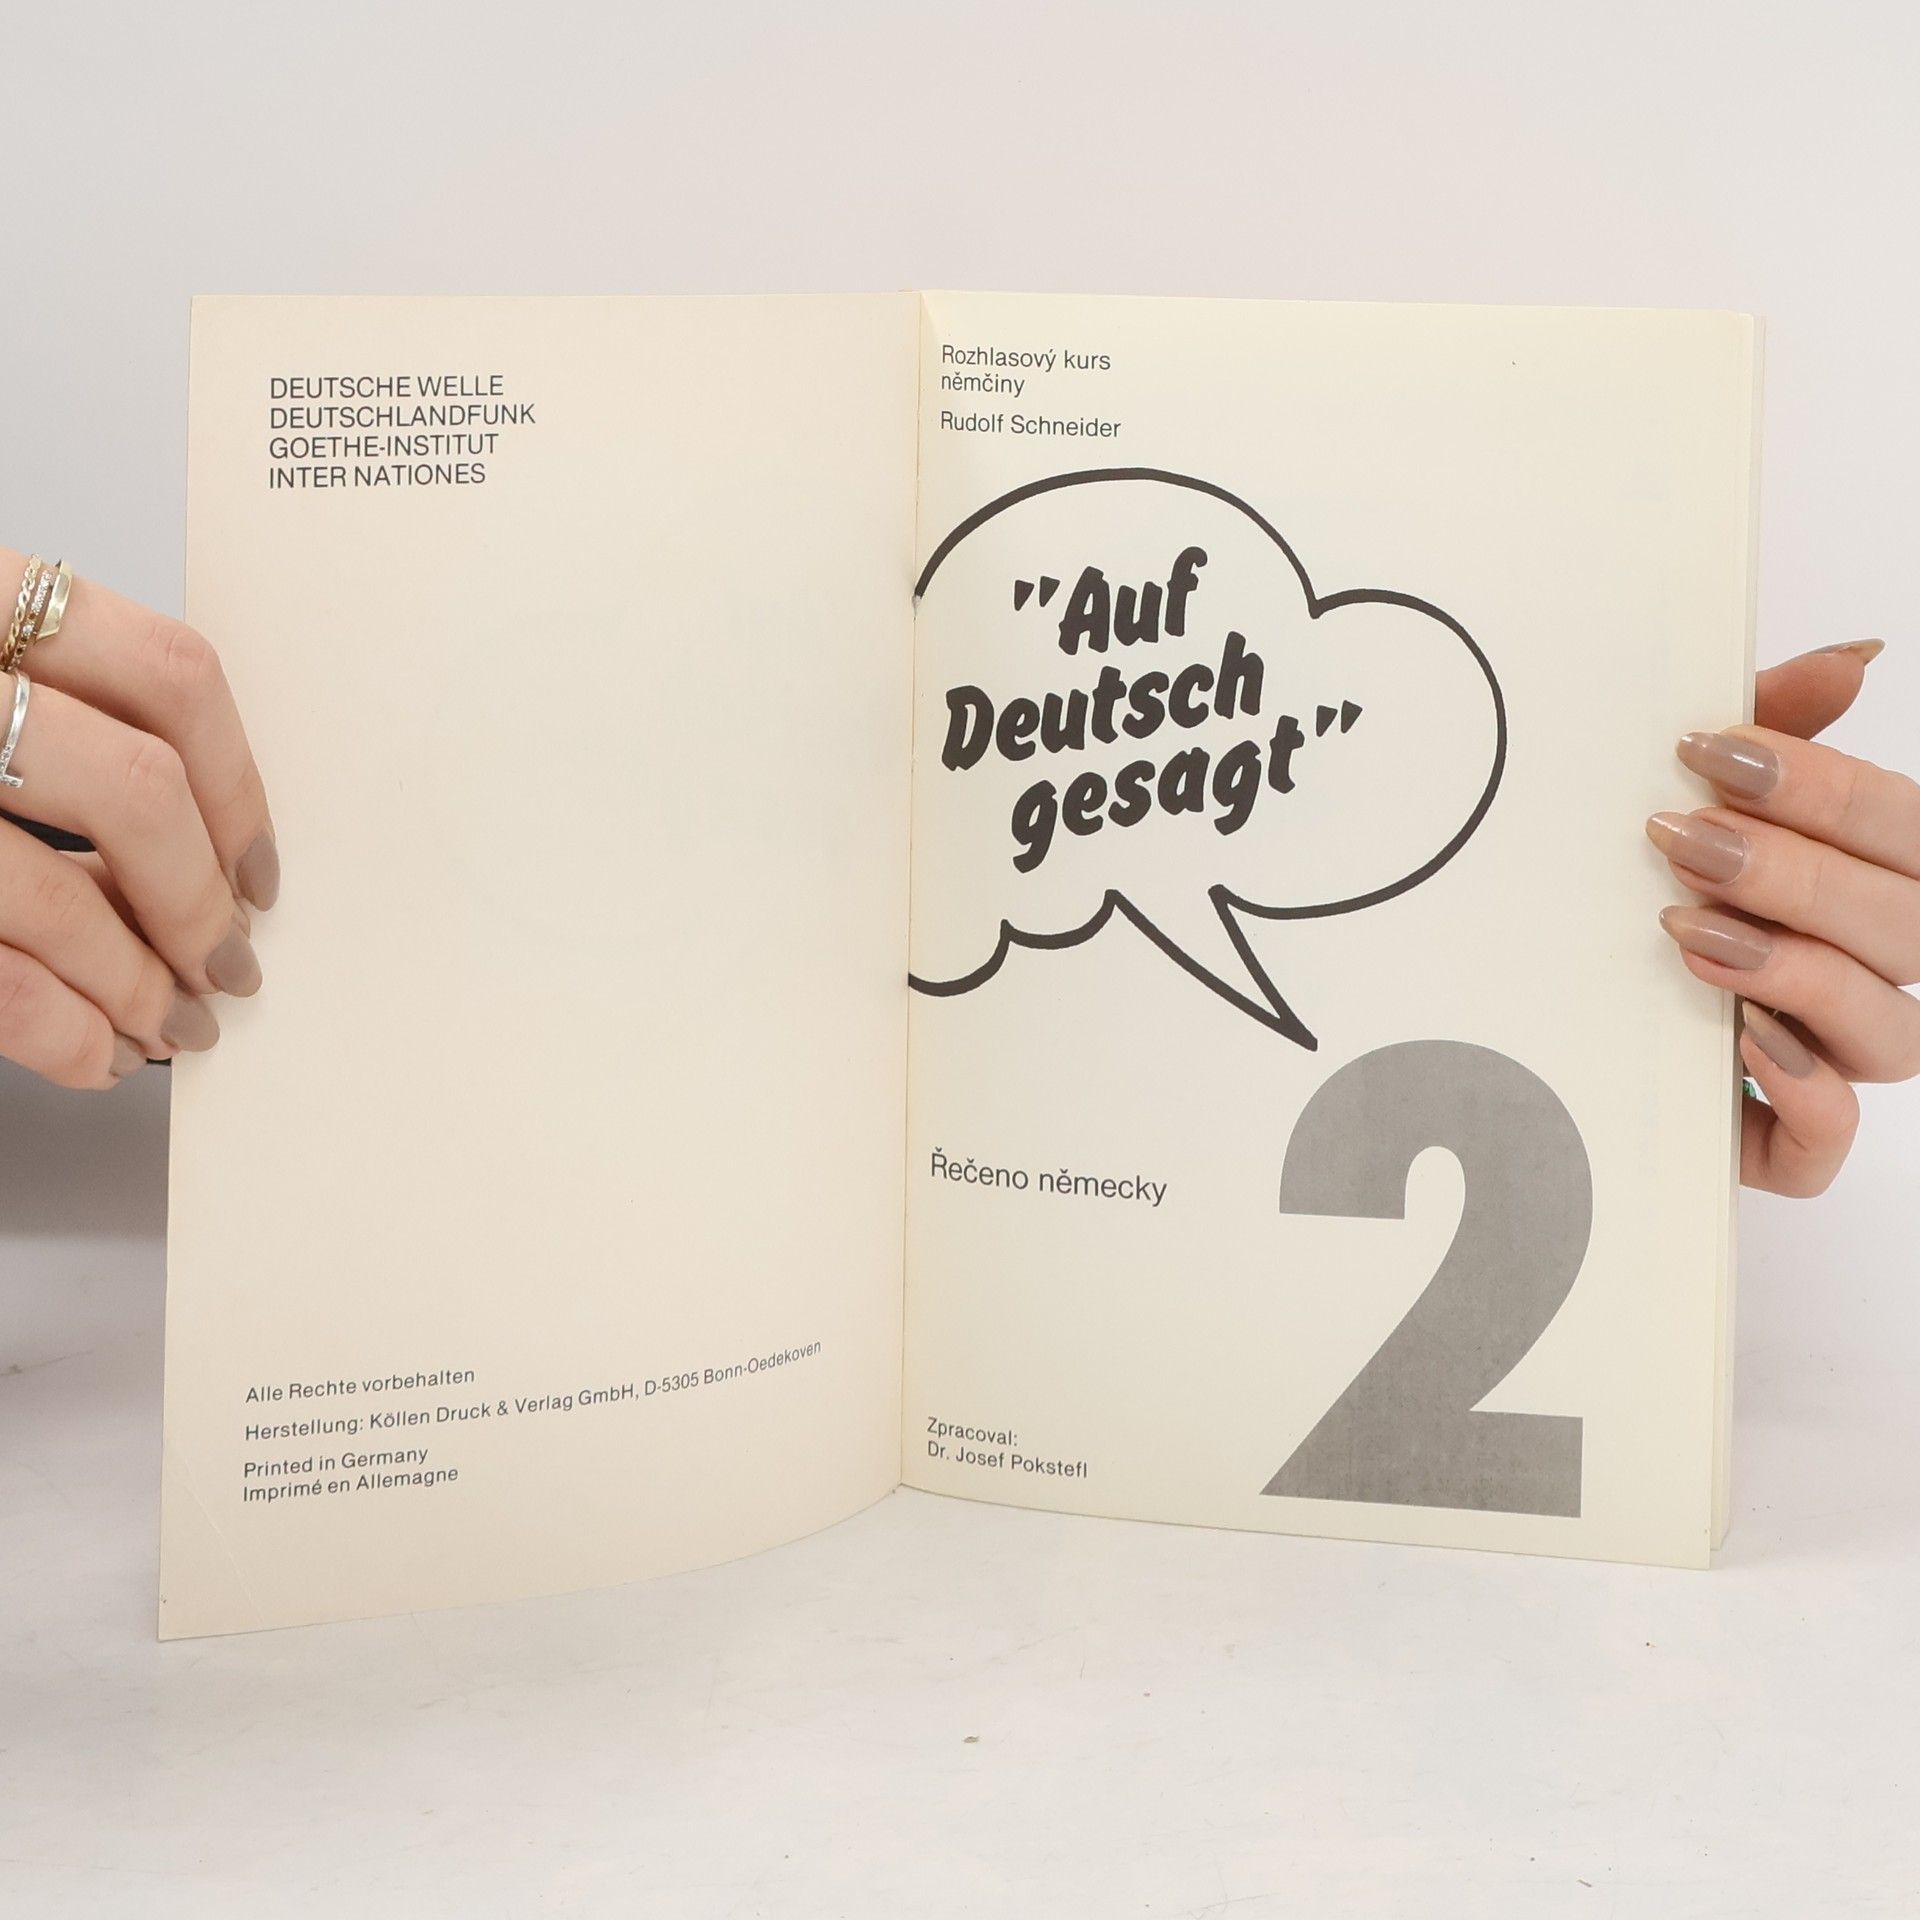 DEUTSCHE WELLE
DEUTSCHLANDFUNK
GOETHE-INSTITUT
INTER NATIONES
Alle Rechte vorbehalten
Herstellung: Köllen Druck & Verlag GmbH, D-5305 Bonn-Oedekoven
Printed in Germany
Imprimé en Allemagne
Rozhlasový kurs
němčiny
Rudolf Schneider
"Auf
Deutsch
gesagt"
2
Řečeno německy
Zpracoval:
Dr. Josef Pokstefl